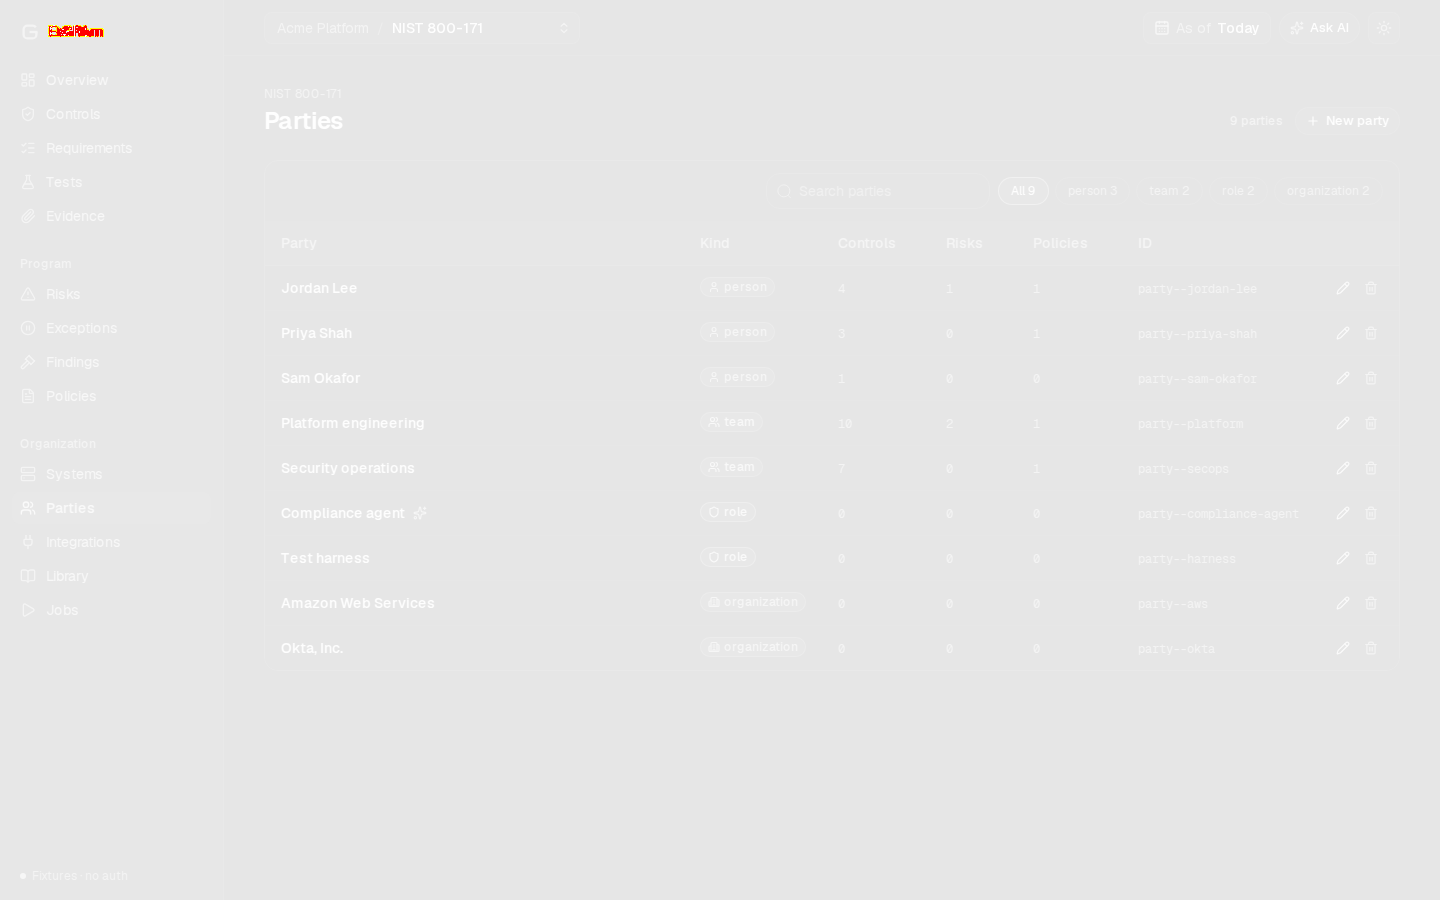 G
Acme Platform / NIST 800-171
As of Today
Ask AI
Overview
Controls
Requirements
Tests
Evidence
Program
Risks
Exceptions
Findings
Policies
Organization
Systems
Parties
Integrations
Library
Jobs
Fixtures · no auth
NIST 800-171
Parties
9 parties
New party
Search parties
All 9
person 3
team 2
role 2
organization 2
Party Kind Controls Risks Policies ID
Jordan Lee person 4 1 1 party--jordan-lee
Priya Shah person 3 0 1 party--priya-shah
Sam Okafor person 1 0 0 party--sam-okafor
Platform engineering team 10 2 1 party--platform
Security operations team 7 0 1 party--secops
Compliance agent role 0 0 0 party--compliance-agent
Test harness role 0 0 0 party--harness
Amazon Web Services organization 0 0 0 party--aws
Okta, Inc. organization 0 0 0 party--okta